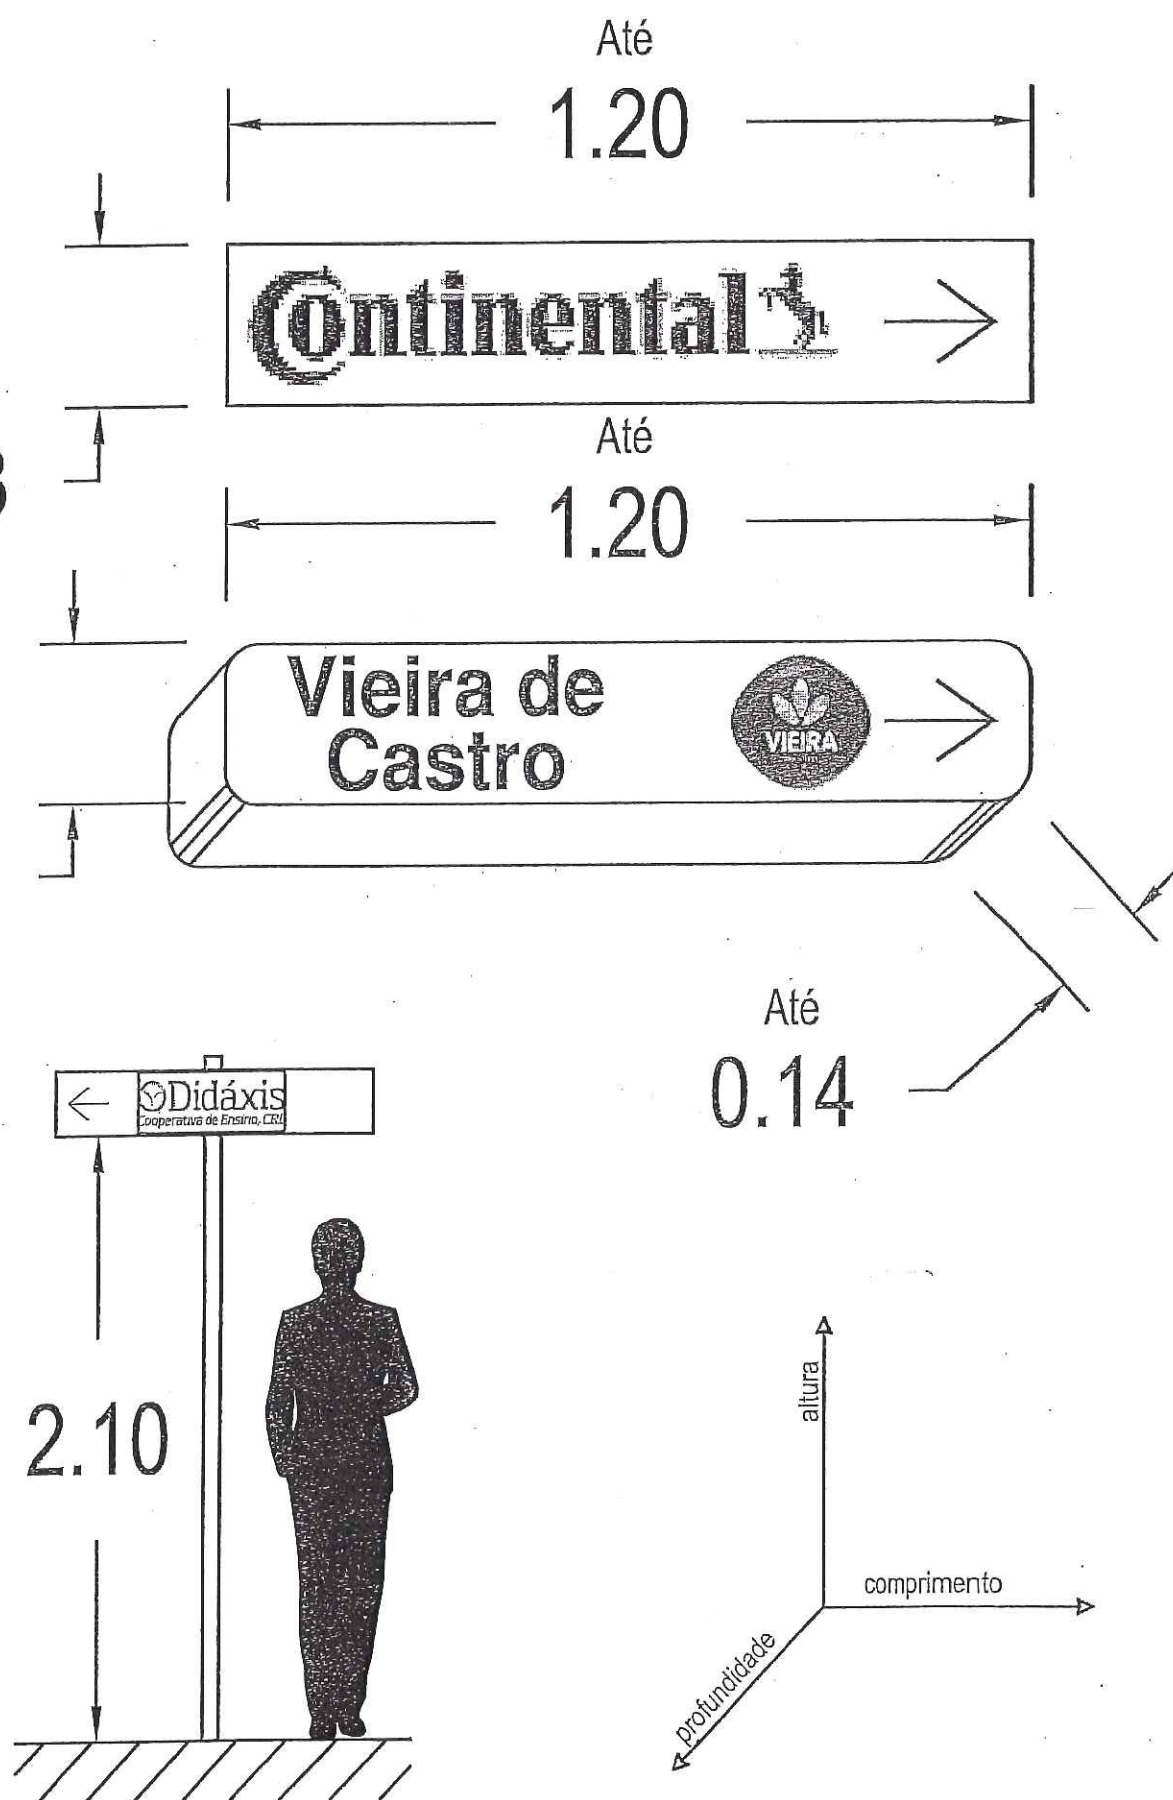 Até
1.20
Continental
Até
1.20
Vieira de
Castro
VIEIRA
Até
0.14
Didáxis
Cooperativa de Ensino, CRL
2.10
altura
comprimento
profundidade